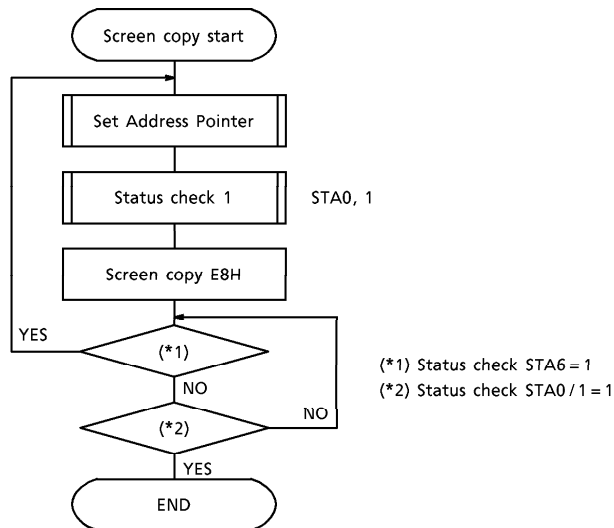 Screen copy start
Set Address Pointer
Status check 1
STA0, 1
Screen copy E8H
YES
(*1)
(*1) Status check STA6 = 1
NO
(*2) Status check STA0 / 1 = 1
NO
(*2)
YES
END